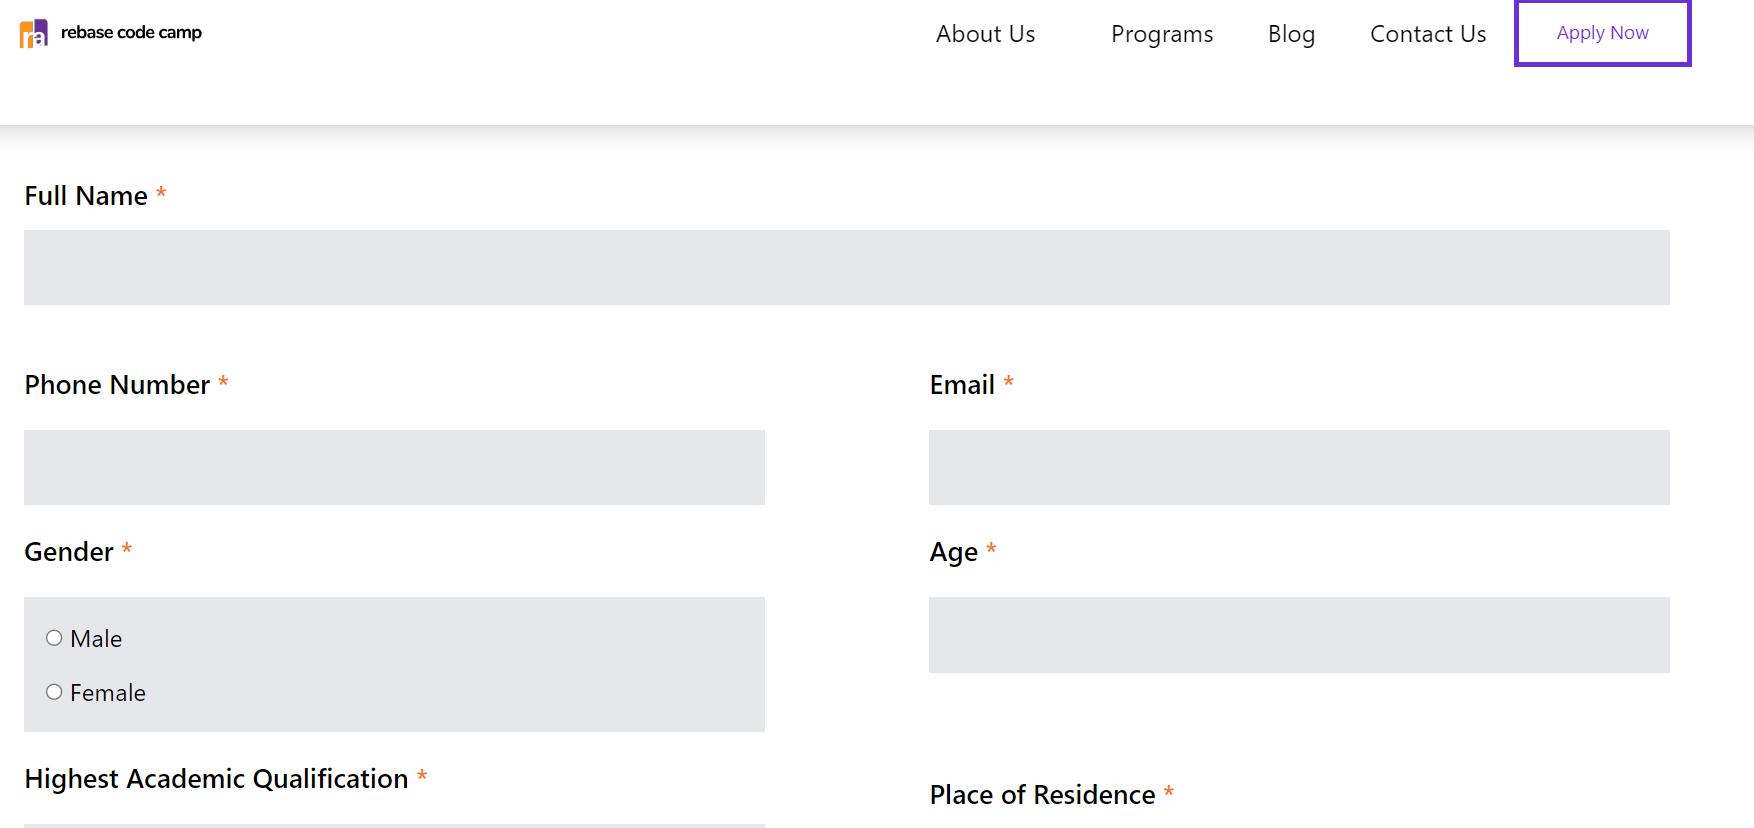 ra rebase code camp
About Us Programs Blog Contact Us Apply Now
Full Name *
Phone Number *
Email *
Gender *
Age *
Male
Female
Highest Academic Qualification *
Place of Residence *